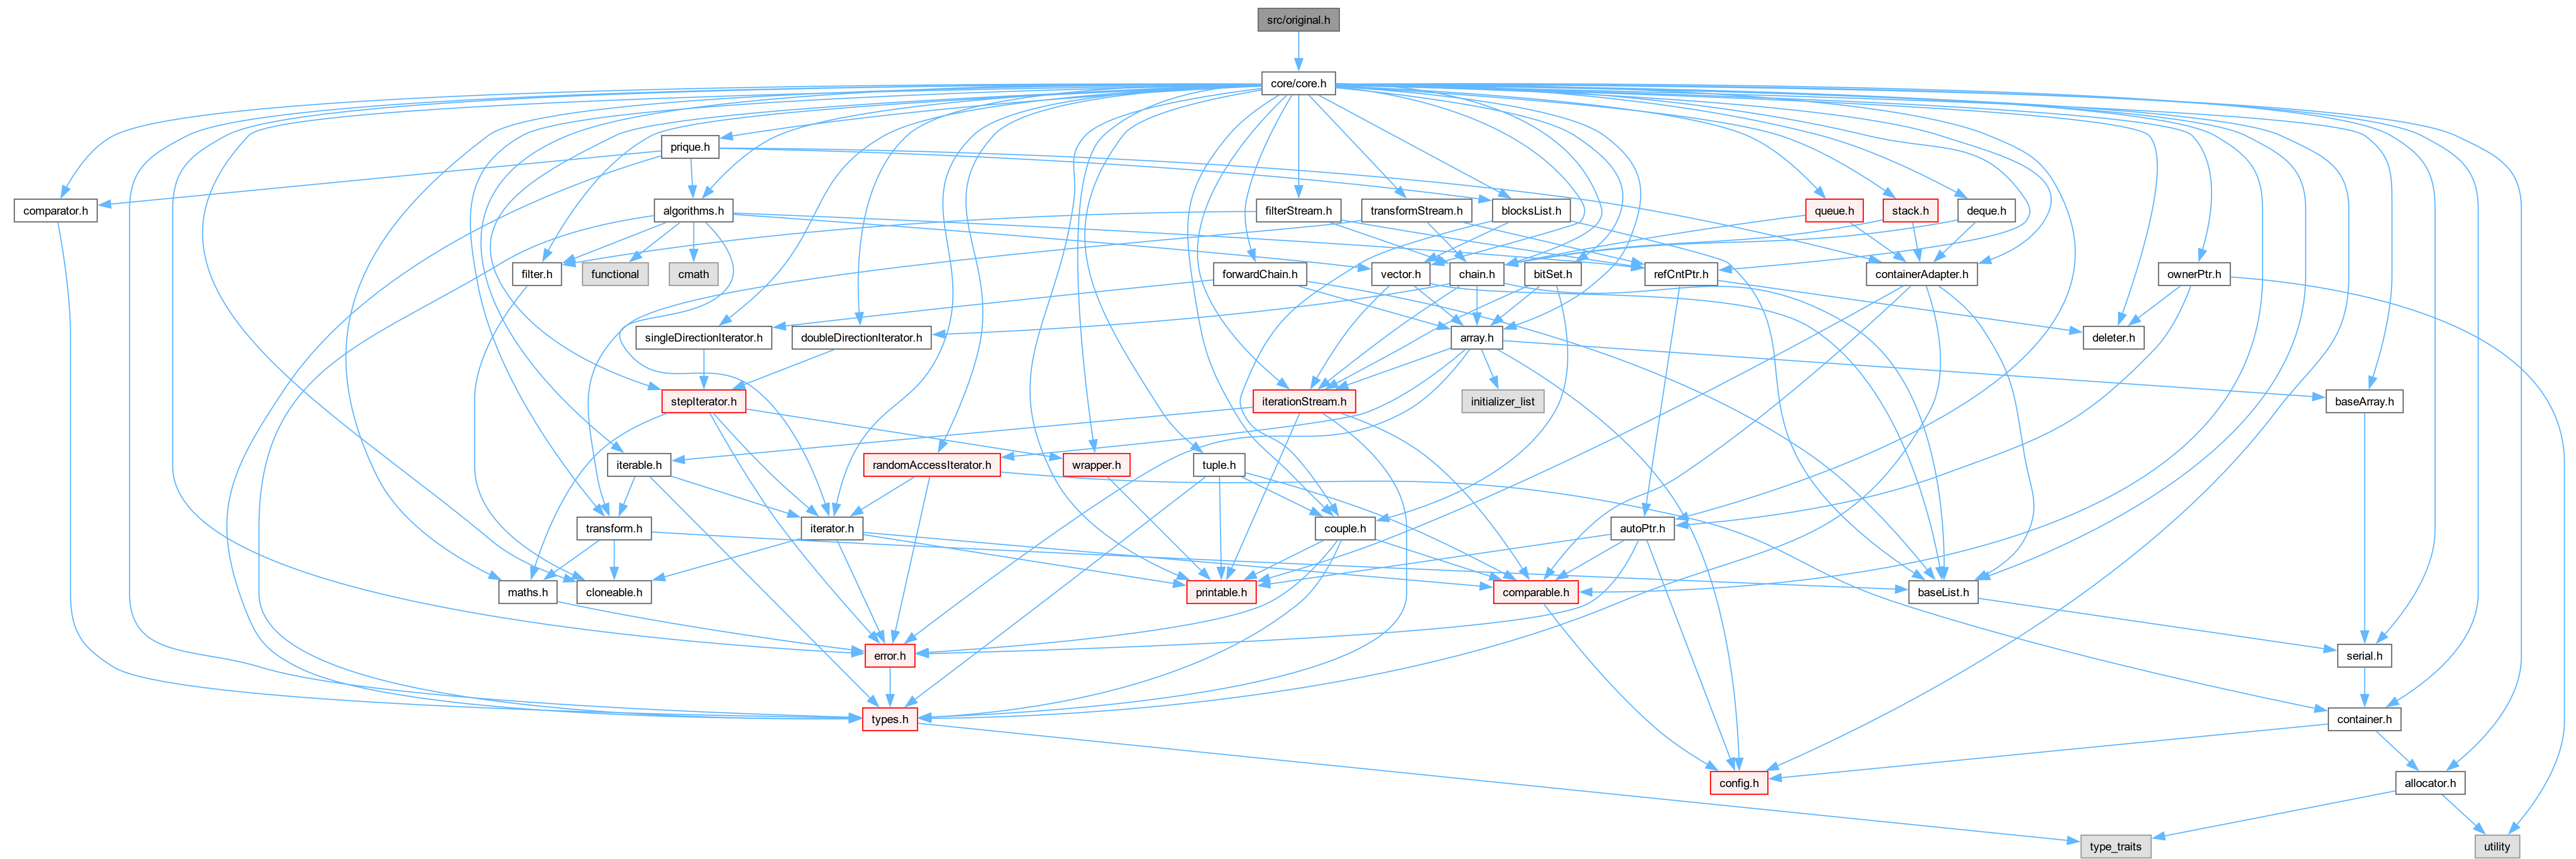 src/original.h
core/core.h
prique.h
comparator.h
algorithms.h
filterStream.h
transformStream.h
blocksList.h
queue.h
stack.h
deque.h
filter.h
functional
cmath
forwardChain.h
vector.h
chain.h
bitSet.h
refCntPtr.h
containerAdapter.h
ownerPtr.h
singleDirectionIterator.h
doubleDirectionIterator.h
array.h
deleter.h
stepIterator.h
iterationStream.h
initializer_list
baseArray.h
iterable.h
randomAccessIterator.h
wrapper.h
tuple.h
transform.h
iterator.h
couple.h
autoPtr.h
maths.h
cloneable.h
printable.h
comparable.h
baseList.h
error.h
serial.h
types.h
container.h
config.h
allocator.h
type_traits
utility